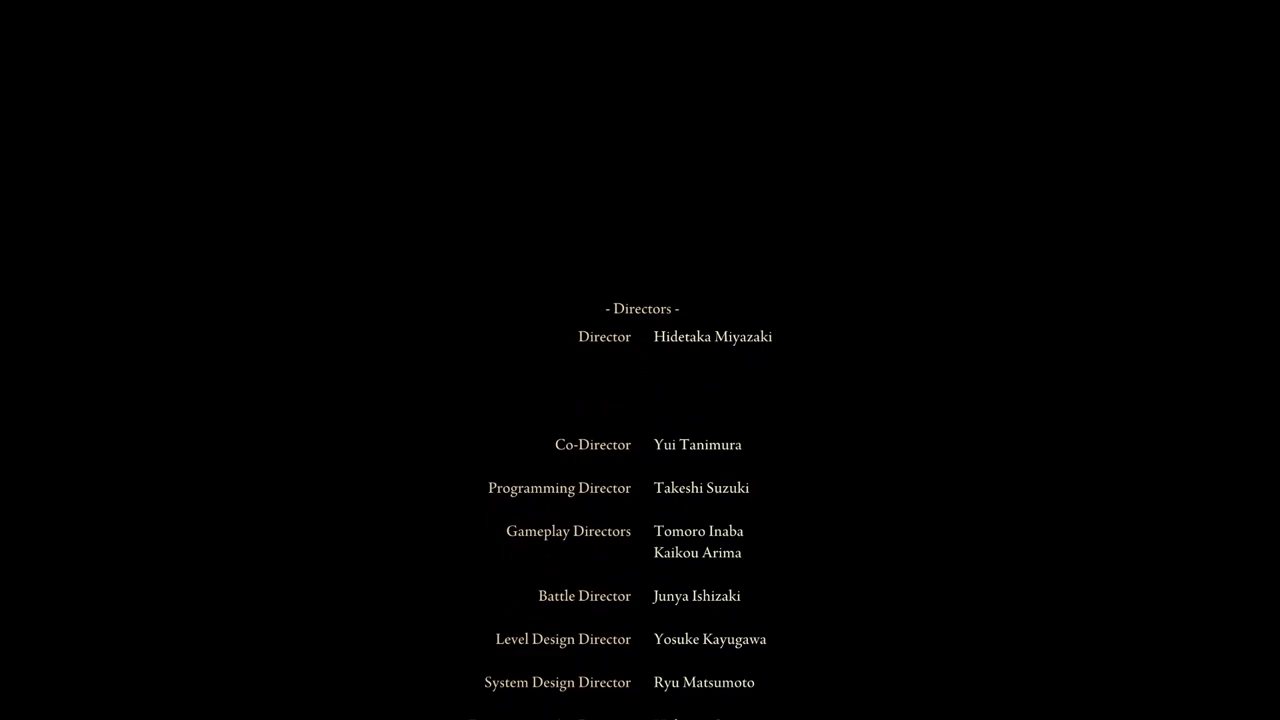 - Directors -
Director Hidetaka Miyazaki
Co-Director Yui Tanimura
Programming Director Takeshi Suzuki
Gameplay Directors Tomoro Inaba
Kaikou Arima
Battle Director Junya Ishizaki
Level Design Director Yosuke Kayugawa
System Design Director Ryu Matsumoto